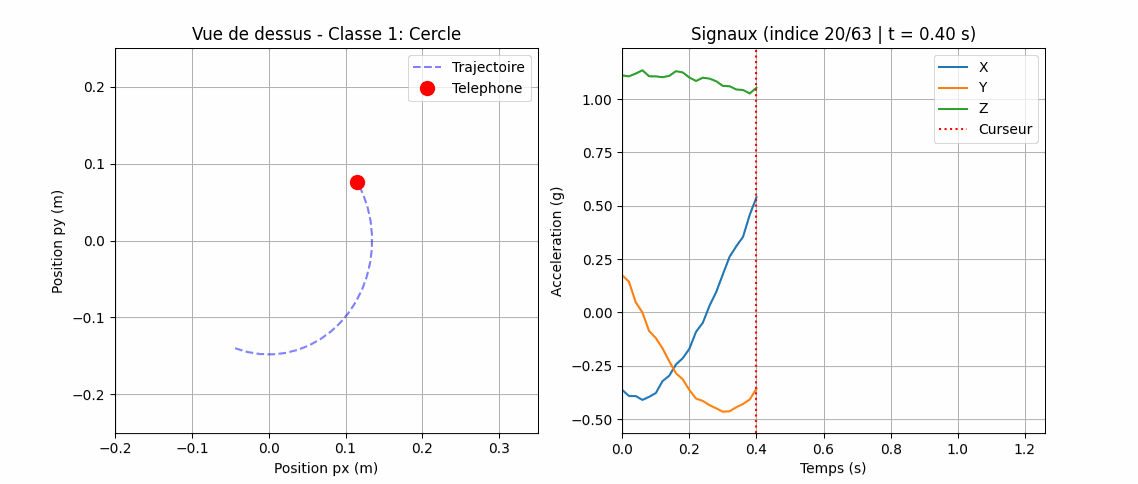 Vue de dessus - Classe 1: Cercle
Trajectoire
Telephone
0.2
0.1
0.0
−0.1
−0.2
Position py (m)
−0.2
−0.1
0.0
0.1
0.2
0.3
Position px (m)
Signaux (indice 20/63 | t = 0.40 s)
X
Y
Z
Curseur
1.00
0.75
0.50
0.25
0.00
−0.25
−0.50
Acceleration (g)
0.0
0.2
0.4
0.6
0.8
1.0
1.2
Temps (s)